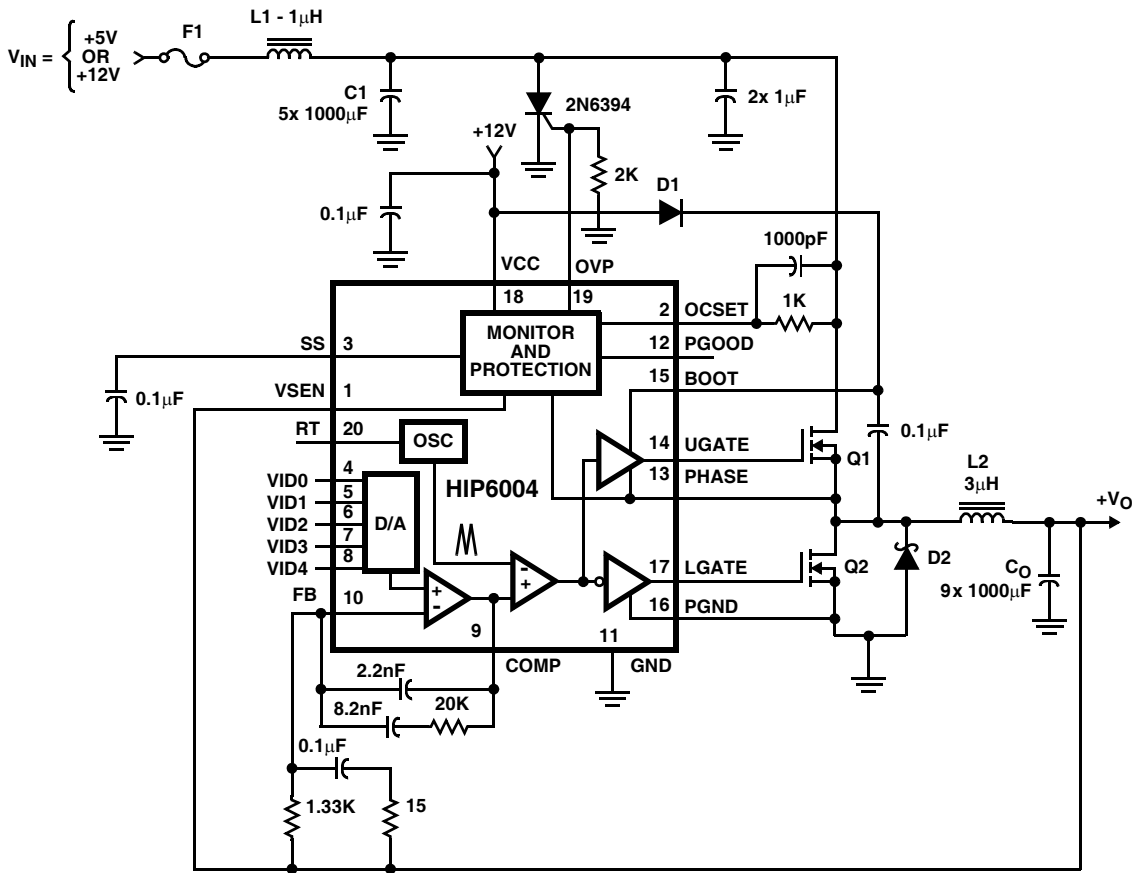 L1 - 1µH
F1
VIN =
+5V
OR
+12V
C1
5x 1000µF
2N6394
2x 1µF
+12V
2K
D1
0.1µF
1000pF
VCC
OVP
18
19
2
OCSET
1K
MONITOR
AND
PROTECTION
12
PGOOD
SS
3
15
BOOT
0.1µF
VSEN
1
RT
20
OSC
14
UGATE
0.1µF
Q1
13
PHASE
L2
3µH
HIP6004
+VO
VID0
4
VID1
5
VID2
6
VID3
7
VID4
8
D/A
+
-
-
+
17
LGATE
Q2
D2
CO
9x 1000µF
FB
10
16
PGND
9
11
COMP
GND
2.2nF
8.2nF
20K
0.1µF
1.33K
15